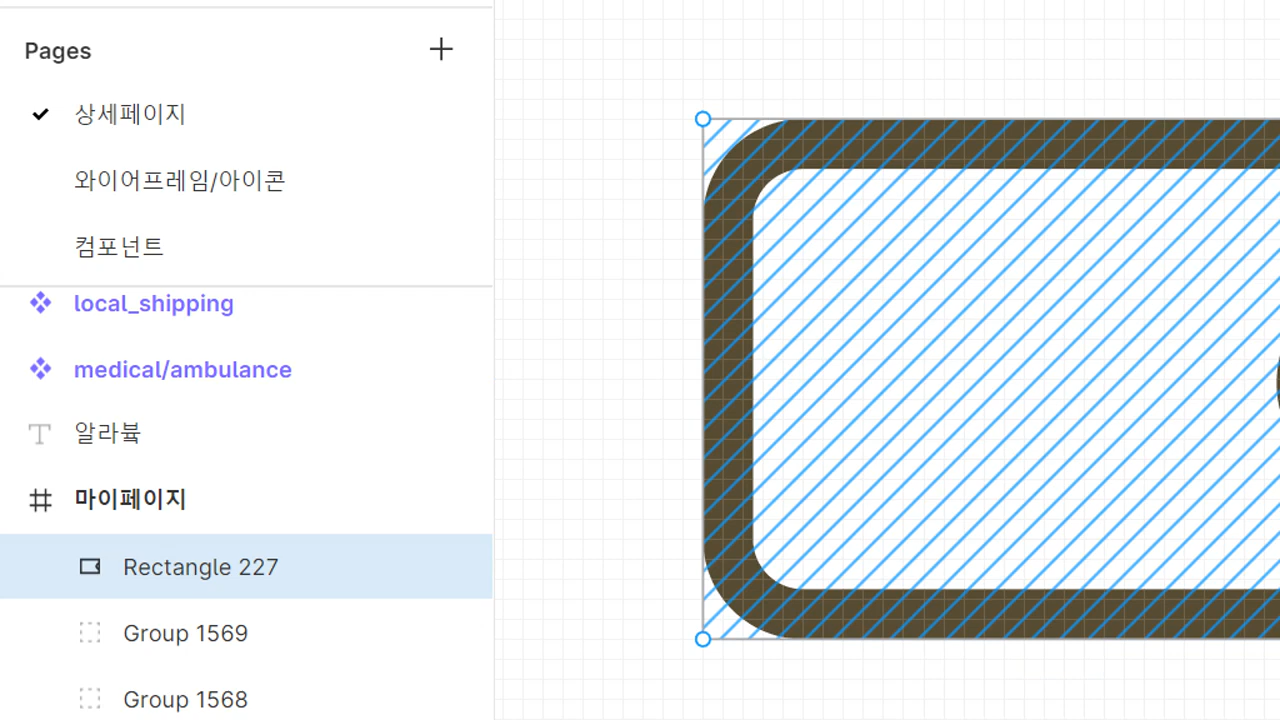 Pages
상세페이지
와이어프레임/아이콘
컴포넌트
local_shipping
medical/ambulance
알라뷰
마이페이지
Rectangle 227
Group 1569
Group 1568